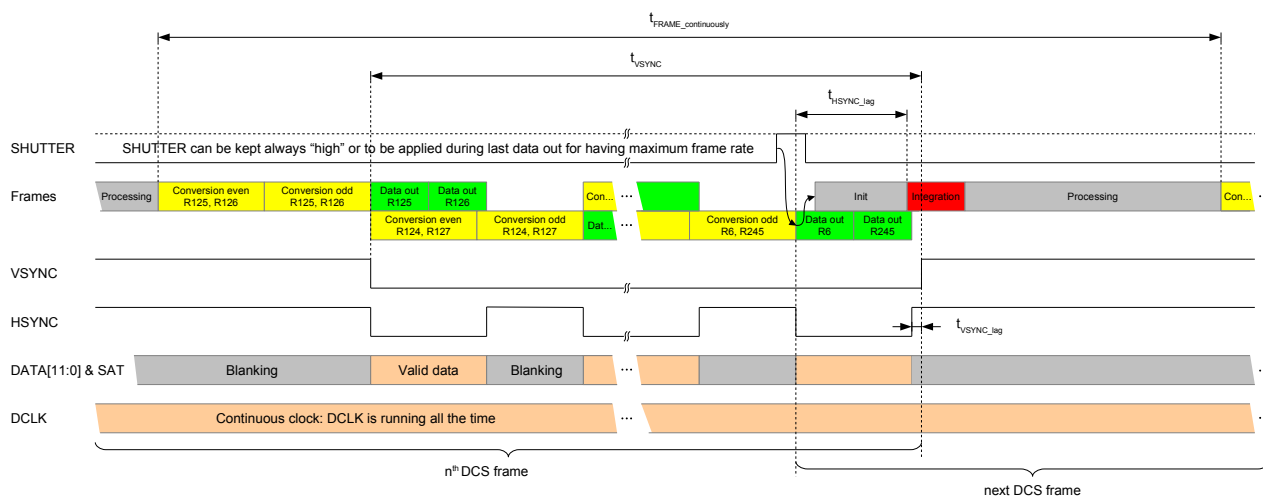 tFRAME_continuously
tVSYNC
tHSYNC_lag
SHUTTER
SHUTTER can be kept always “high” or to be applied during last data out for having maximum frame rate
Frames
Processing
Conversion even
R125, R126
Conversion odd
R125, R126
Data out
R125
Data out
R126
Con...
...
Init
Integration
Processing
Con...
Conversion even
R124, R127
Conversion odd
R124, R127
Dat...
...
Conversion odd
R6, R245
Data out
R6
Data out
R245
VSYNC
HSYNC
tVSYNC_lag
DATA[11:0] & SAT
Blanking
Valid data
Blanking
...
DCLK
Continuous clock: DCLK is running all the time
...
nth DCS frame
next DCS frame